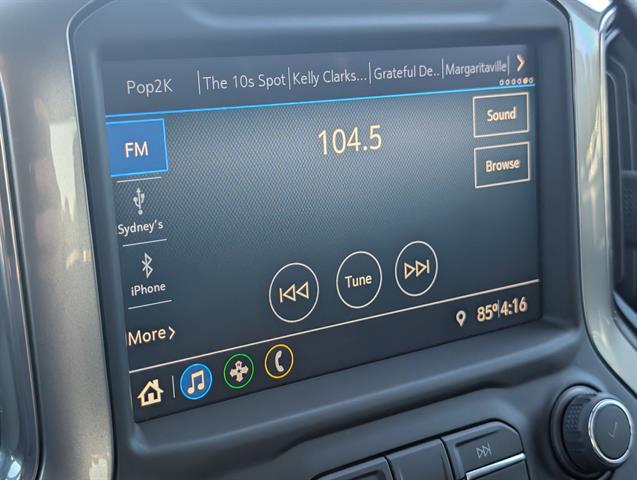 Pop2K The 10s Spot Kelly Clarks... Grateful De.. Margaritaville
FM
104.5
Sound
Browse
Sydney's
iPhone
Tune
More
85° 4:16